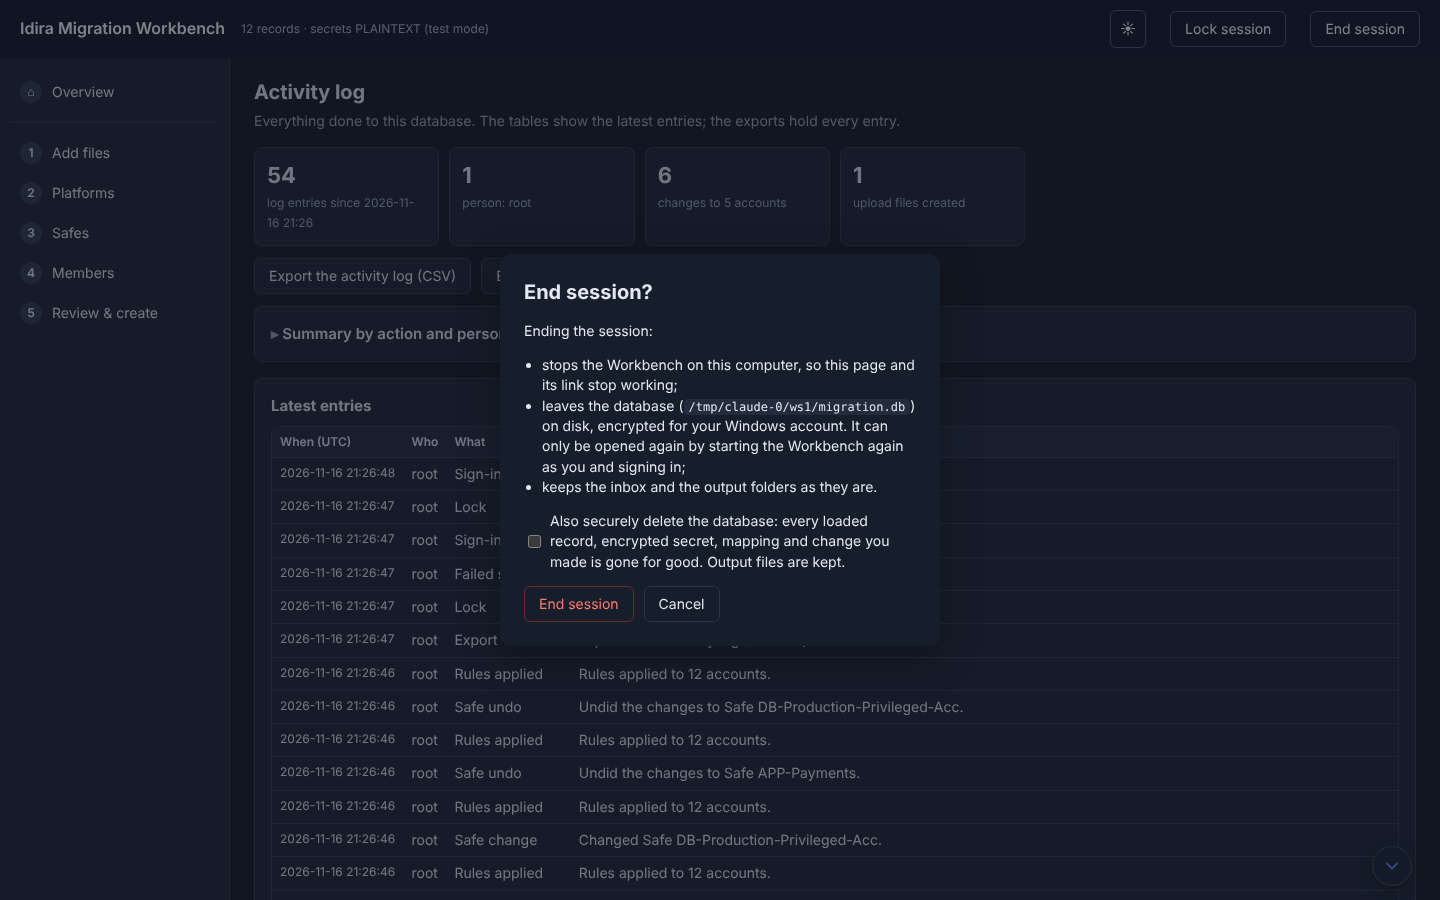 Idira Migration Workbench
12 records · secrets PLAINTEXT (test mode)
Lock session
End session
Overview
1 Add files
2 Platforms
3 Safes
4 Members
5 Review & create
Activity log
Everything done to this database. The tables show the latest entries; the exports hold every entry.
54
log entries since 2026-11-
16 21:26
1
person: root
6
changes to 5 accounts
1
upload files created
Export the activity log (CSV)
Summary by action and person
Latest entries
When (UTC) Who What
2026-11-16 21:26:48 root Sign-in
2026-11-16 21:26:47 root Lock
2026-11-16 21:26:47 root Sign-in
2026-11-16 21:26:47 root Failed
2026-11-16 21:26:47 root Lock
2026-11-16 21:26:47 root Export
2026-11-16 21:26:46 root Rules applied Rules applied to 12 accounts.
2026-11-16 21:26:46 root Safe undo Undid the changes to Safe DB-Production-Privileged-Acc.
2026-11-16 21:26:46 root Rules applied Rules applied to 12 accounts.
2026-11-16 21:26:46 root Safe undo Undid the changes to Safe APP-Payments.
2026-11-16 21:26:46 root Rules applied Rules applied to 12 accounts.
2026-11-16 21:26:46 root Safe change Changed Safe DB-Production-Privileged-Acc.
2026-11-16 21:26:46 root Rules applied Rules applied to 12 accounts.
End session?
Ending the session:
• stops the Workbench on this computer, so this page and
its link stop working;
• leaves the database ( /tmp/claude-0/ws1/migration.db )
on disk, encrypted for your Windows account. It can
only be opened again by starting the Workbench again
as you and signing in;
• keeps the inbox and the output folders as they are.
Also securely delete the database: every loaded
record, encrypted secret, mapping and change you
made is gone for good. Output files are kept.
End session
Cancel